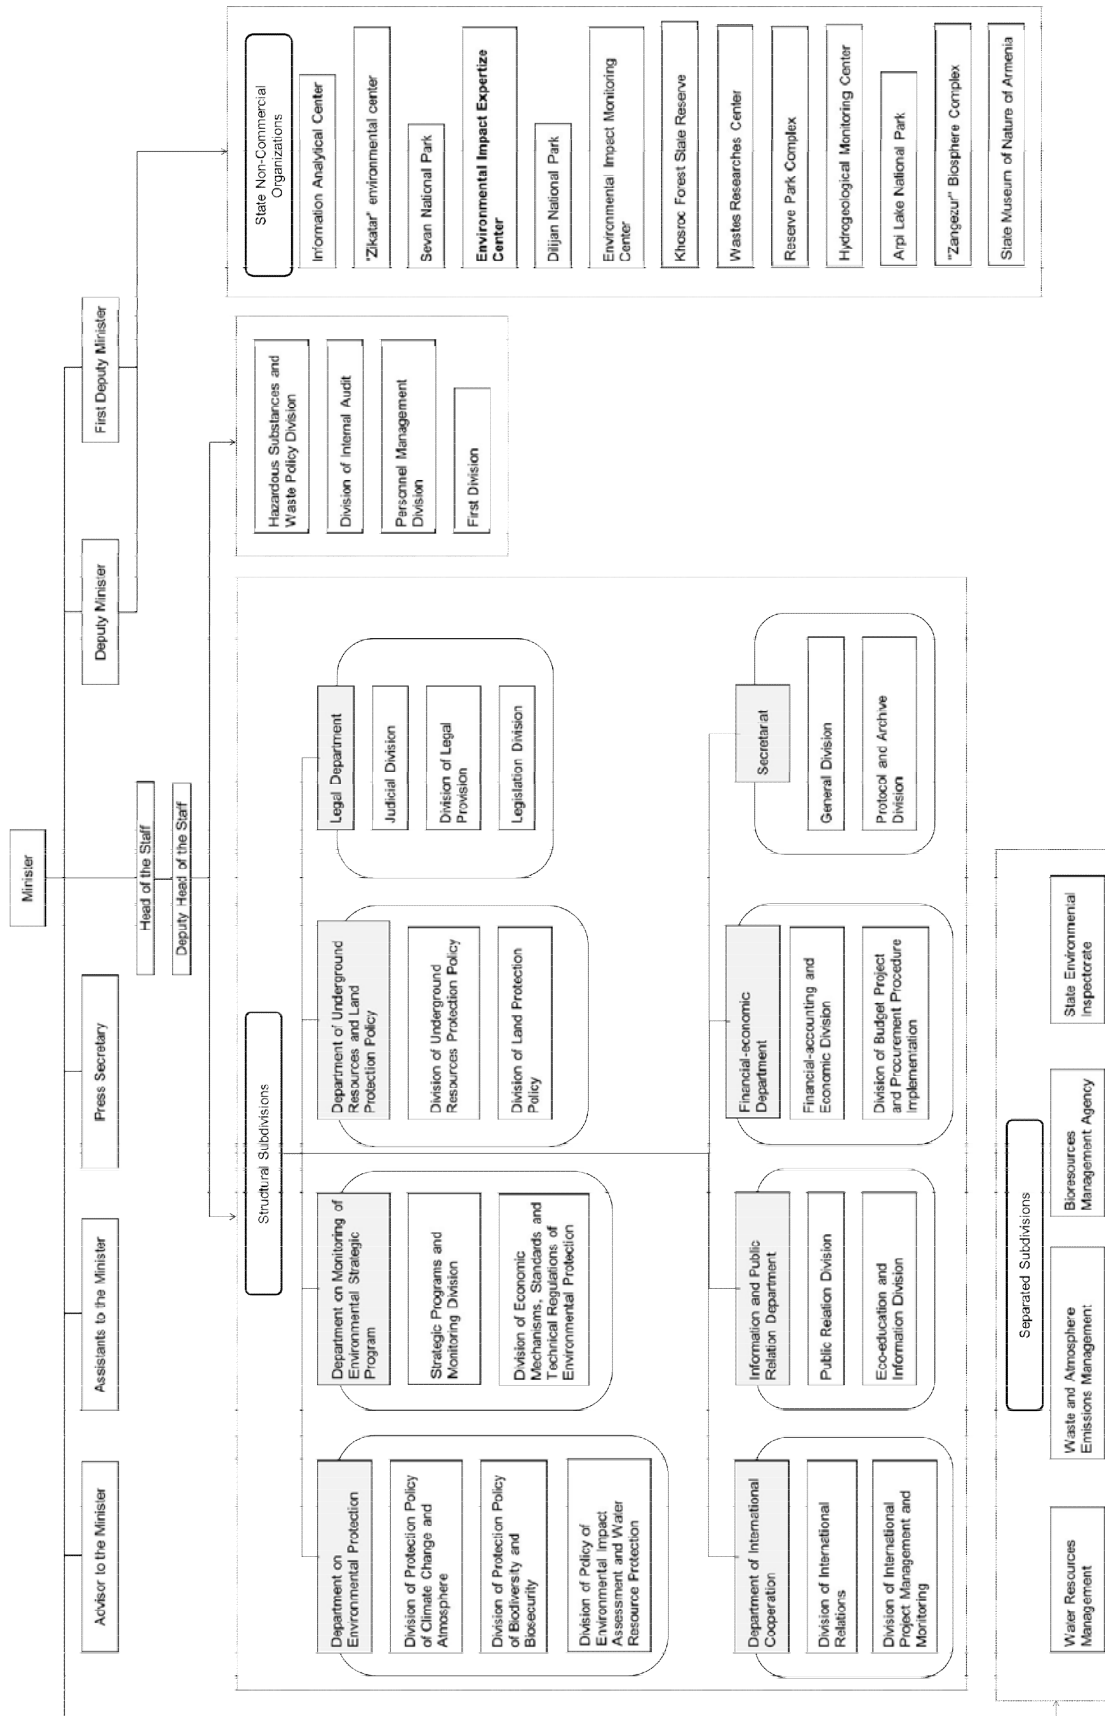 Minister
Advisor to the Minister
Assistants to the Minister
Press Secretary
Deputy Minister
First Deputy Minister
Head of the Staff
Deputy Head of the Staff
Structural Subdivisions
Department on
Environmental Protection
Division of Protection Policy
of Climate Change and
Atmosphere
Division of Protection Policy
of Biodiversity and
Biosecurity
Division of Policy of
Environmental Impact
Assessment and Water
Resource Protection
Department on Monitoring of
Environmental Strategic
Program
Strategic Programs and
Monitoring Division
Division of Economic
Mechanisms, Standards and
Technical Regulations of
Environmental Protection
Department of Underground
Resources and Land
Protection Policy
Division of Underground
Resources Protection Policy
Division of Land Protection
Policy
Legal Department
Judicial Division
Division of Legal
Provision
Legislation Division
Department of International
Cooperation
Division of International
Relations
Division of International
Project Management and
Monitoring
Information and Public
Relation Department
Public Relation Division
Eco-education and
Information Division
Financial-economic
Department
Financial-accounting and
Economic Division
Division of Budget Project
and Procurement Procedure
Implementation
Secretariat
General Division
Protocol and Archive
Division
Hazardous Substances and
Waste Policy Division
Division of Internal Audit
Personnel Management
Division
First Division
State Non-Commercial
Organizations
Information Analytical Center
"Zikatar" environmental center
Sevan National Park
Environmental Impact Expertize
Center
Dilijan National Park
Environmental Impact Monitoring
Center
Khosroc Forest State Reserve
Wastes Researches Center
Reserve Park Complex
Hydrogeological Monitoring Center
Arpi Lake National Park
"Zangezur" Biosphere Complex
State Museum of Nature of Armenia
Separated Subdivisions
Water Resources
Management
Waste and Atmosphere
Emissions Management
Bioresources
Management Agency
State Environmental
Inspectorate